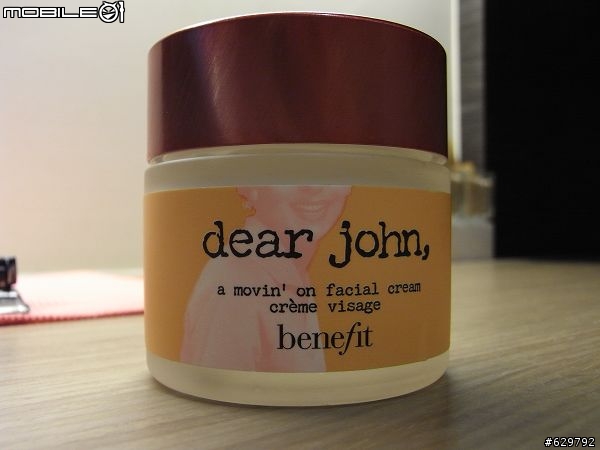 MOBILE01
dear john,
a movin' on facial cream
crème visage
benefit
#629792